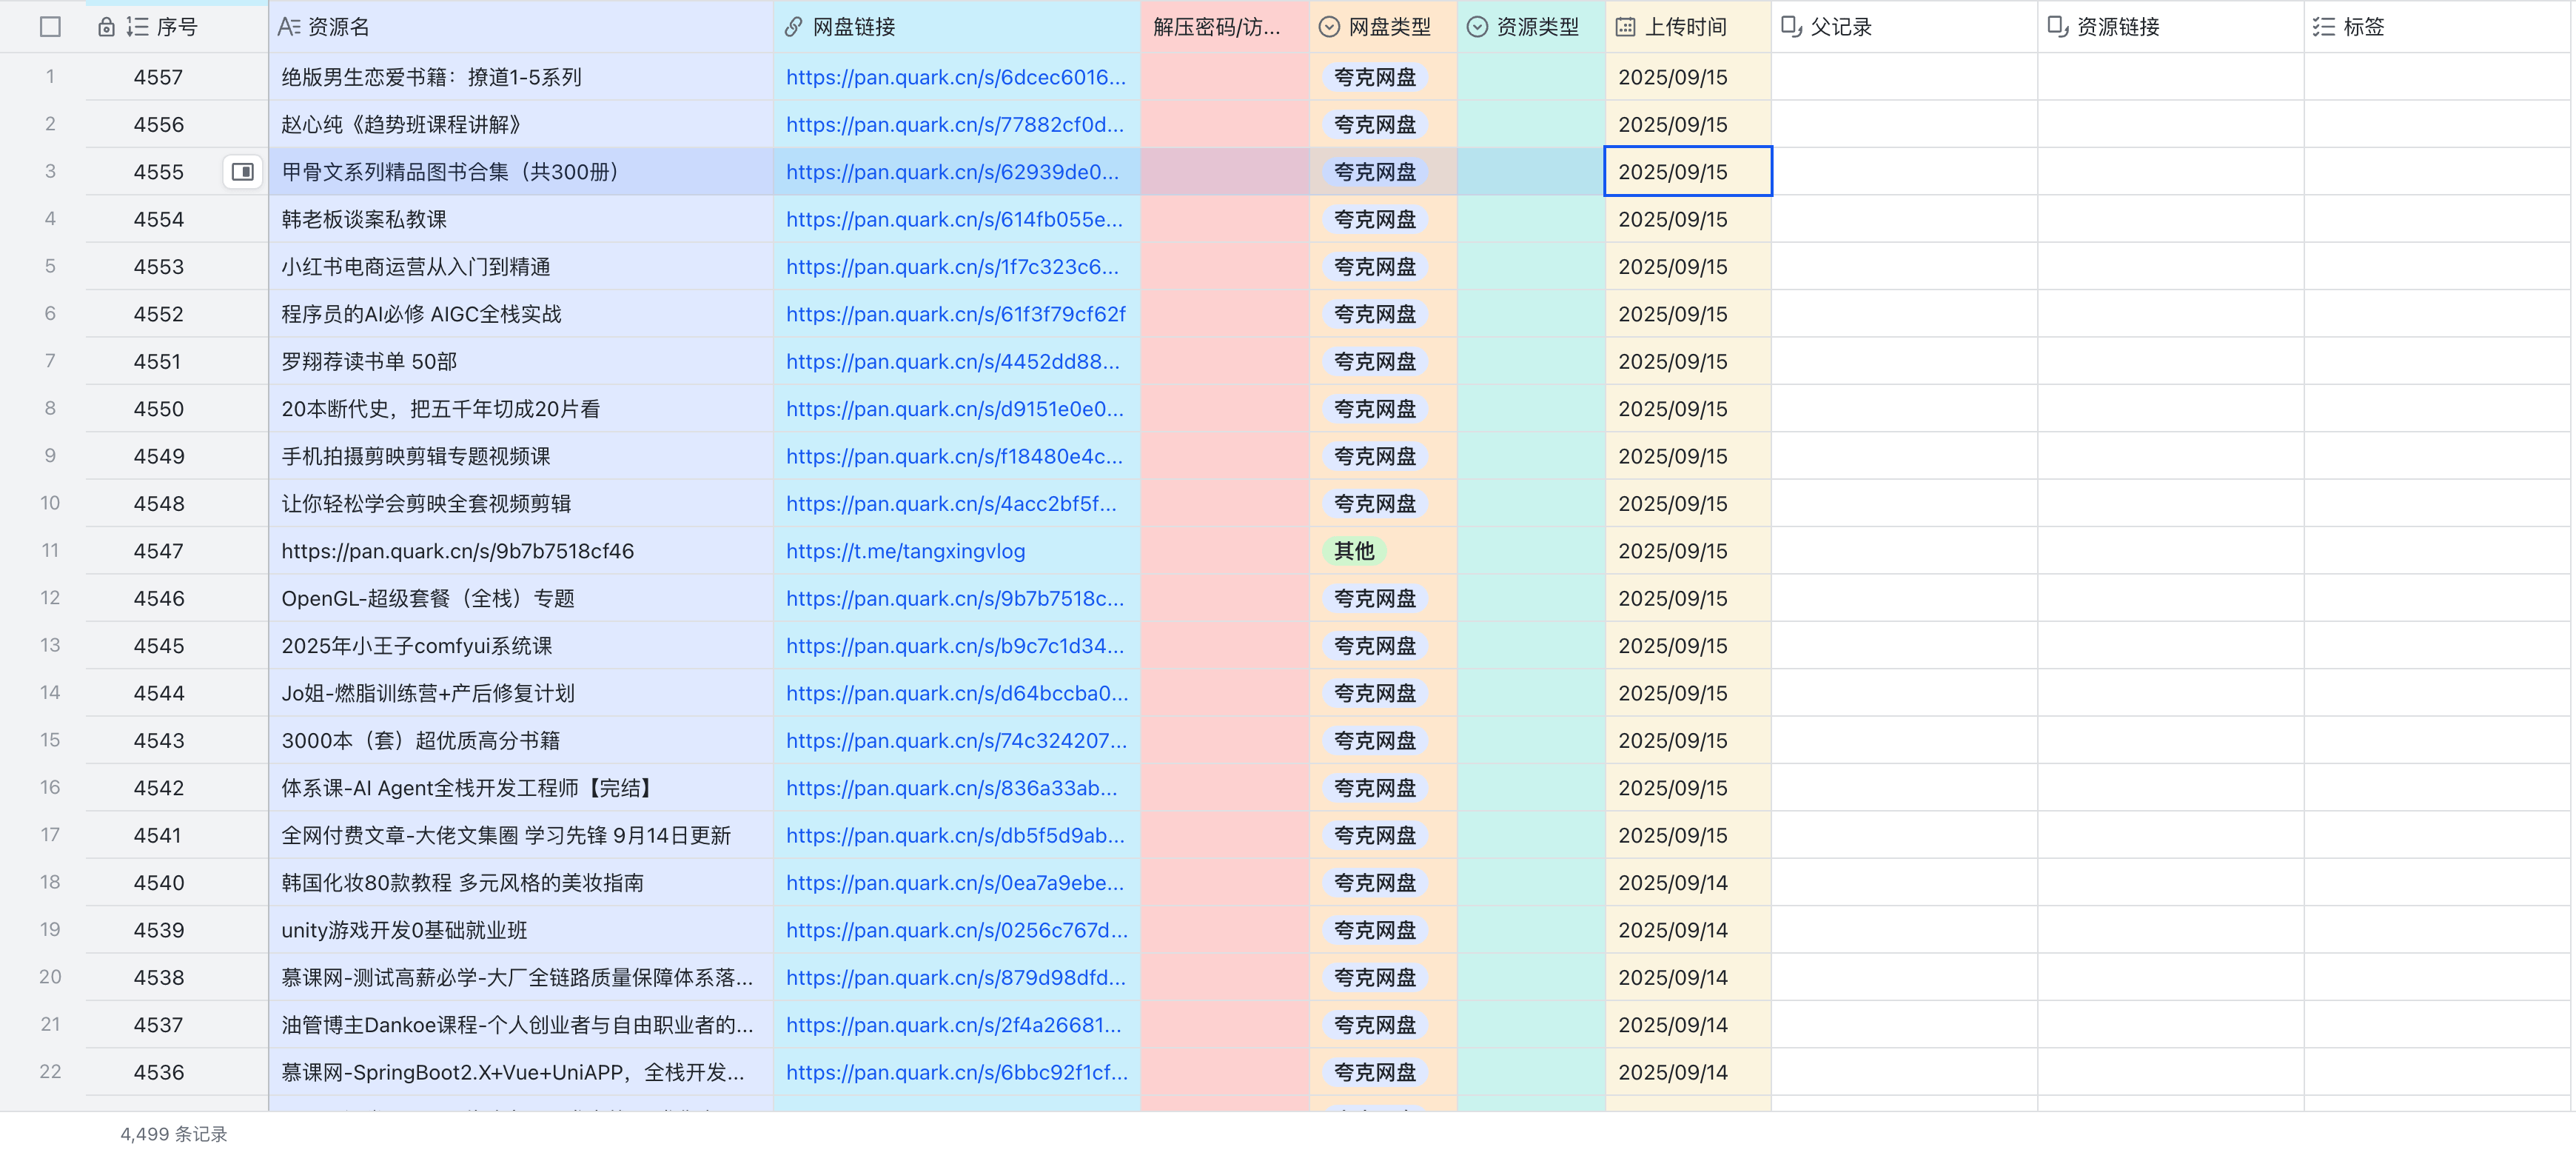 序号 资源名 网盘链接 解压密码/访... 网盘类型 资源类型 上传时间 父记录 资源链接 标签
1 4557 绝版男生恋爱书籍：撩道1-5系列 https://pan.quark.cn/s/6dcec6016... 夸克网盘 2025/09/15
2 4556 赵心纯《趋势班课程讲解》 https://pan.quark.cn/s/77882cf0d... 夸克网盘 2025/09/15
3 4555 甲骨文系列精品图书合集（共300册） https://pan.quark.cn/s/62939de0... 夸克网盘 2025/09/15
4 4554 韩老板谈案私教课 https://pan.quark.cn/s/614fb055e... 夸克网盘 2025/09/15
5 4553 小红书电商运营从入门到精通 https://pan.quark.cn/s/1f7c323c6... 夸克网盘 2025/09/15
6 4552 程序员的AI必修 AIGC全栈实战 https://pan.quark.cn/s/61f3f79cf62f 夸克网盘 2025/09/15
7 4551 罗翔荐读书单 50部 https://pan.quark.cn/s/4452dd88... 夸克网盘 2025/09/15
8 4550 20本断代史，把五千年切成20片看 https://pan.quark.cn/s/d9151e0e0... 夸克网盘 2025/09/15
9 4549 手机拍摄剪映剪辑专题视频课 https://pan.quark.cn/s/f18480e4c... 夸克网盘 2025/09/15
10 4548 让你轻松学会剪映全套视频剪辑 https://pan.quark.cn/s/4acc2bf5f... 夸克网盘 2025/09/15
11 4547 https://pan.quark.cn/s/9b7b7518cf46 https://t.me/tangxingvlog 其他 2025/09/15
12 4546 OpenGL-超级套餐（全栈）专题 https://pan.quark.cn/s/9b7b7518c... 夸克网盘 2025/09/15
13 4545 2025年小王子comfyui系统课 https://pan.quark.cn/s/b9c7c1d34... 夸克网盘 2025/09/15
14 4544 Jo姐-燃脂训练营+产后修复计划 https://pan.quark.cn/s/d64bccba0... 夸克网盘 2025/09/15
15 4543 3000本（套）超优质高分书籍 https://pan.quark.cn/s/74c324207... 夸克网盘 2025/09/15
16 4542 体系课-AI Agent全栈开发工程师【完结】 https://pan.quark.cn/s/836a33ab... 夸克网盘 2025/09/15
17 4541 全网付费文章-大佬文集圈 学习先锋 9月14日更新 https://pan.quark.cn/s/db5f5d9ab... 夸克网盘 2025/09/15
18 4540 韩国化妆80款教程 多元风格的美妆指南 https://pan.quark.cn/s/0ea7a9ebe... 夸克网盘 2025/09/14
19 4539 unity游戏开发0基础就业班 https://pan.quark.cn/s/0256c767d... 夸克网盘 2025/09/14
20 4538 慕课网-测试高薪必学-大厂全链路质量保障体系落... https://pan.quark.cn/s/879d98dfd... 夸克网盘 2025/09/14
21 4537 油管博主Dankoe课程-个人创业者与自由职业者的... https://pan.quark.cn/s/2f4a26681... 夸克网盘 2025/09/14
22 4536 慕课网-SpringBoot2.X+Vue+UniAPP，全栈开发... https://pan.quark.cn/s/6bbc92f1cf... 夸克网盘 2025/09/14
4,499 条记录